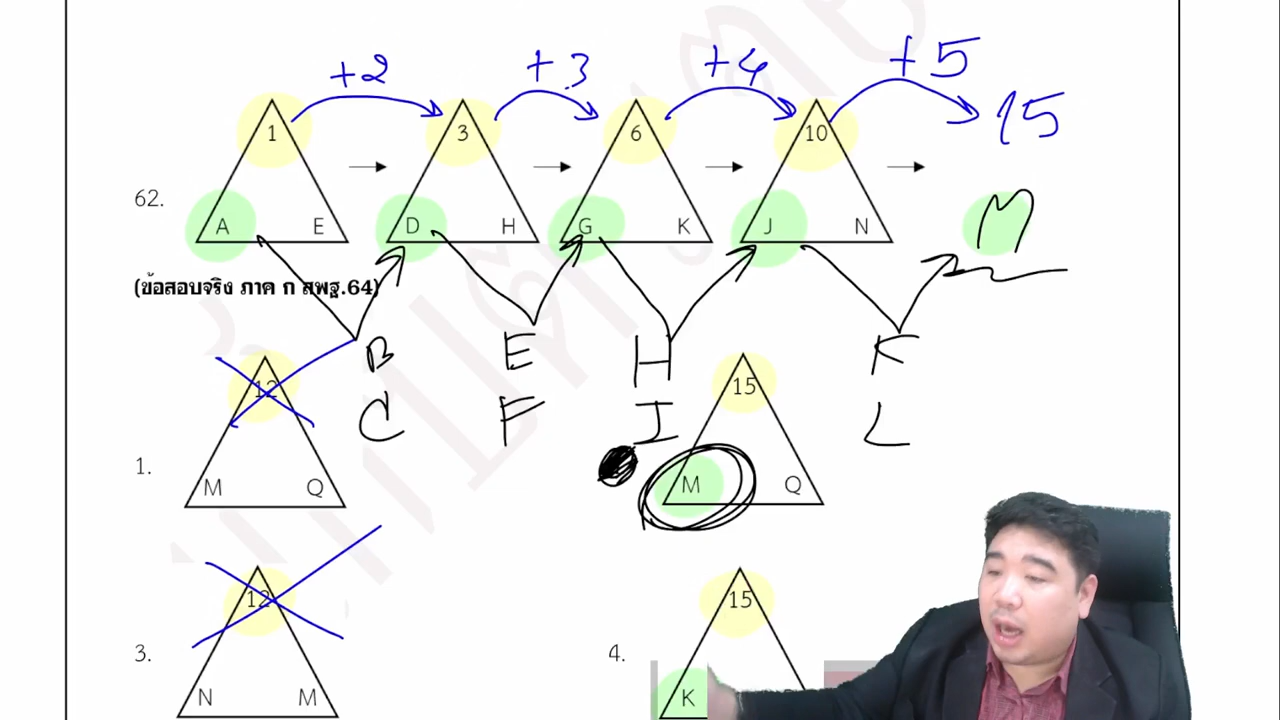 +2 +3 +4 +5
1 3 6 10 15
62. A E D H G K J N M
(ข้อสอบจริง ภาค ก สพฐ.64)
B E H K
12 15
C F I L
1. M Q M Q
12 15
3. 4.
N M K